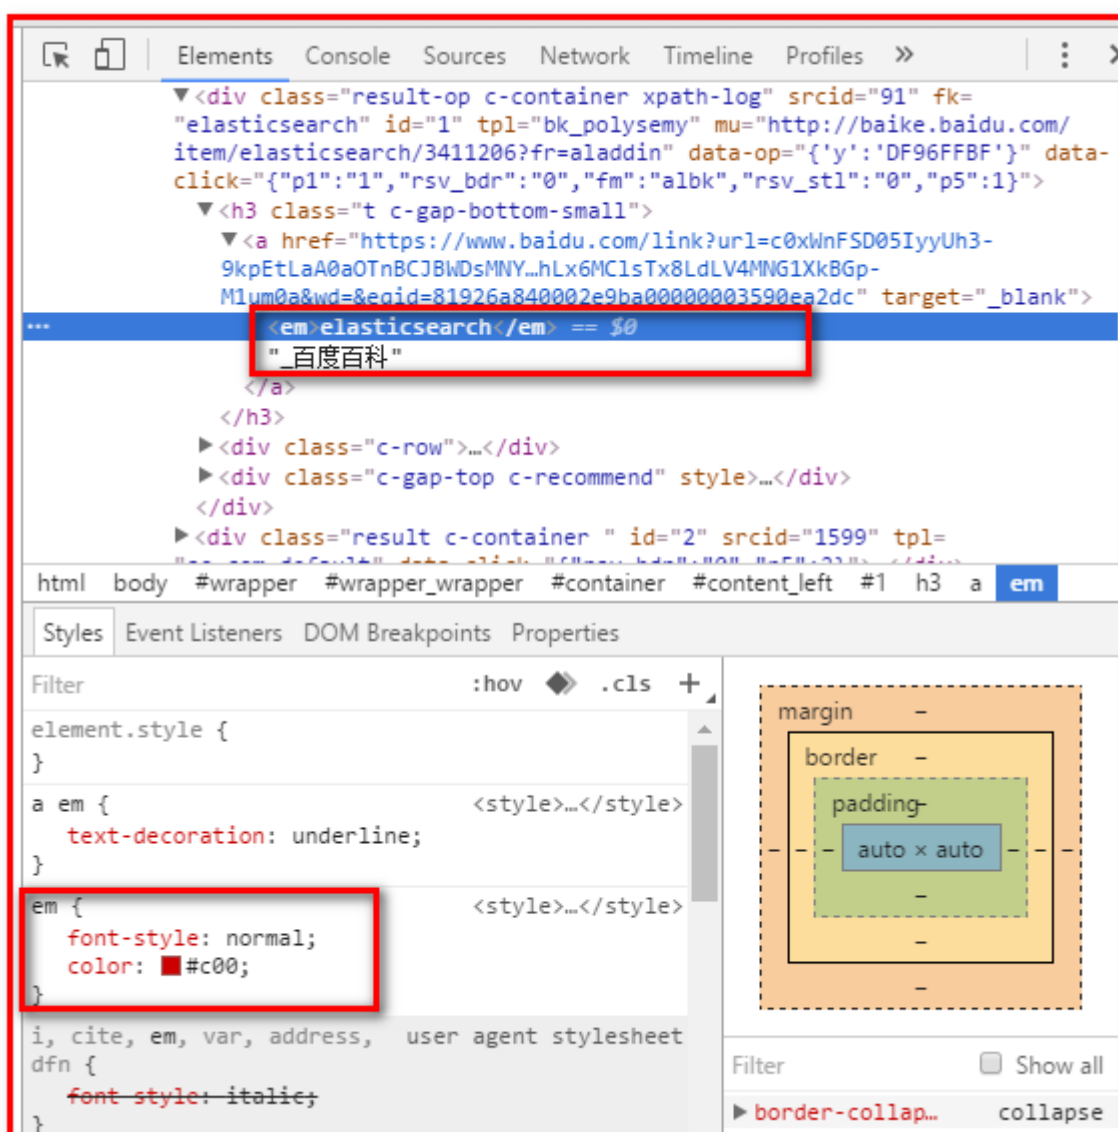 Elements Console Sources Network Timeline Profiles »
▼<div class="result-op c-container xpath-log" srcid="91" fk=
"elasticsearch" id="1" tpl="bk_polysemy" mu="http://baike.baidu.com/
item/elasticsearch/3411206?fr=aladdin" data-op="{'y':'DF96FFBF'}" data-
click="{"p1":"1","rsv_bdr":"0","fm":"albk","rsv_stl":"0","p5":1}">
▼<h3 class="t c-gap-bottom-small">
▼<a href="https://www.baidu.com/link?url=c0xWnFSD05IyyUh3-
9kpEtLaA0aOTnBCJBWDsMNY…hLx6MClsTx8LdLV4MNG1XkBGp-
M1um0a&wd=&eqid=81926a840002e9ba00000003590ea2dc" target="_blank">
<em>elasticsearch</em> == $0
"_百度百科"
</a>
</h3>
▶<div class="c-row">…</div>
▶<div class="c-gap-top c-recommend" style>…</div>
</div>
▶<div class="result c-container " id="2" srcid="1599" tpl=
html body #wrapper #wrapper_wrapper #container #content_left #1 h3 a em
Styles Event Listeners DOM Breakpoints Properties
Filter :hov .cls +
element.style {
}
a em { <style>…</style>
text-decoration: underline;
}
em { <style>…</style>
font-style: normal;
color: #c00;
}
i, cite, em, var, address, user agent stylesheet
dfn {
font-style: italic;
}
margin –
border –
padding –
– – – auto × auto – – –
–
–
–
Filter Show all
▶ border-collap… collapse